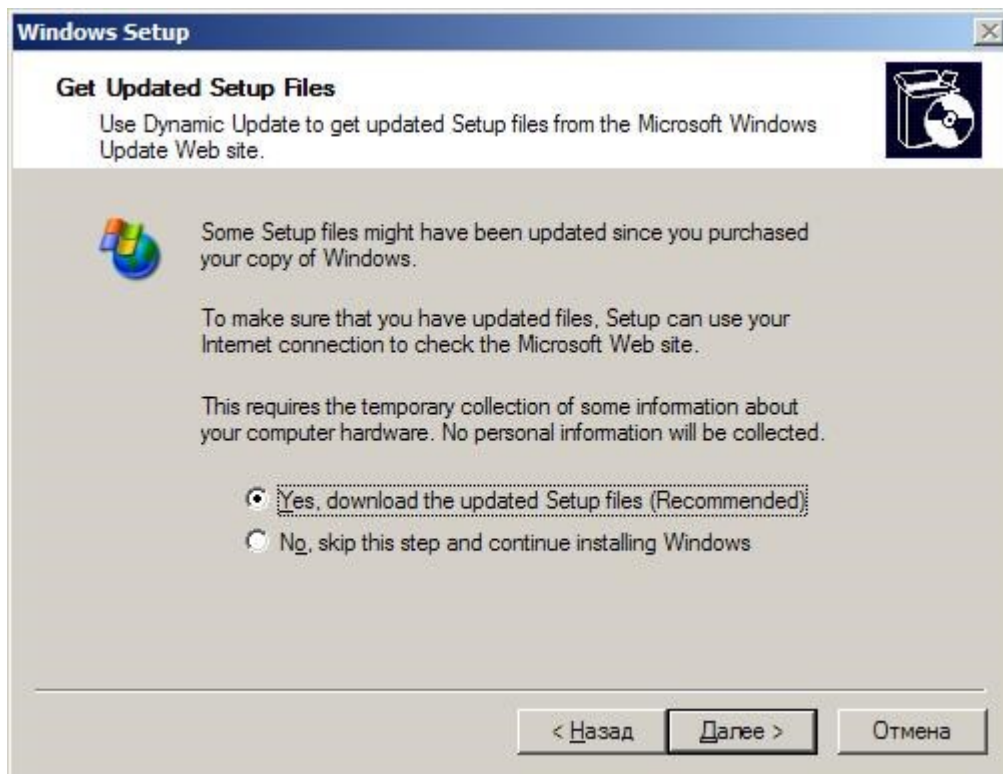 Windows Setup
Get Updated Setup Files
Use Dynamic Update to get updated Setup files from the Microsoft Windows
Update Web site.
Some Setup files might have been updated since you purchased
your copy of Windows.
To make sure that you have updated files, Setup can use your
Internet connection to check the Microsoft Web site.
This requires the temporary collection of some information about
your computer hardware. No personal information will be collected.
Yes, download the updated Setup files (Recommended)
No, skip this step and continue installing Windows
< Назад
Далее >
Отмена